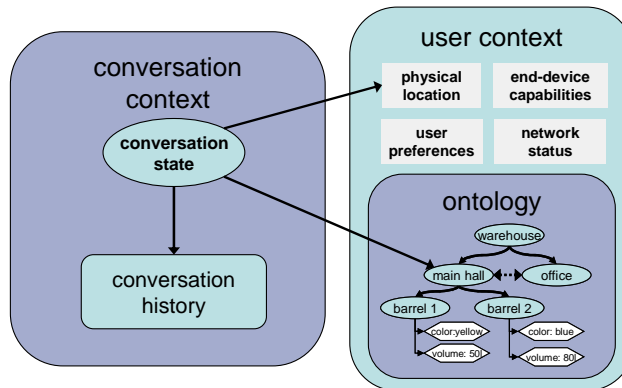 conversation
context
conversation
state
conversation
history
user context
physical
location
end-device
capabilities
user
preferences
network
status
ontology
warehouse
main hall
office
barrel 1
barrel 2
color:yellow
color: blue
volume: 50l
volume: 80l